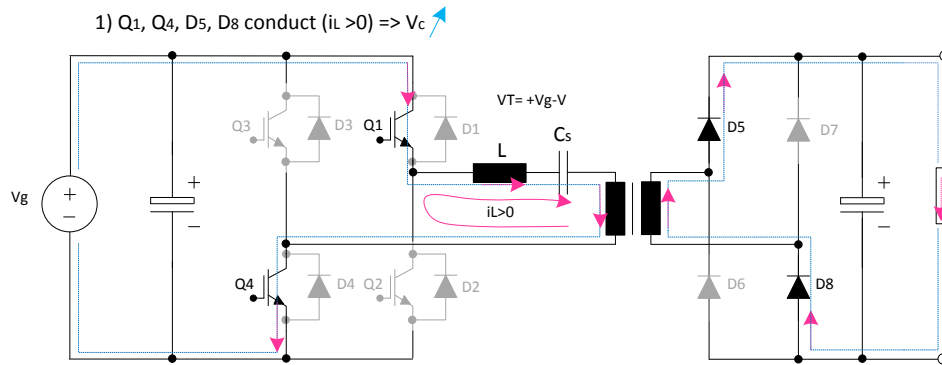 1) Q1, Q4, D5, D8 conduct (iL >0) => Vc
VT= +Vg-V
Q3
D3
Q1
D1
Cs
L
D5
D7
Vg
+
−
+
−
iL>0
+
−
Q4
D4
Q2
D2
D6
D8